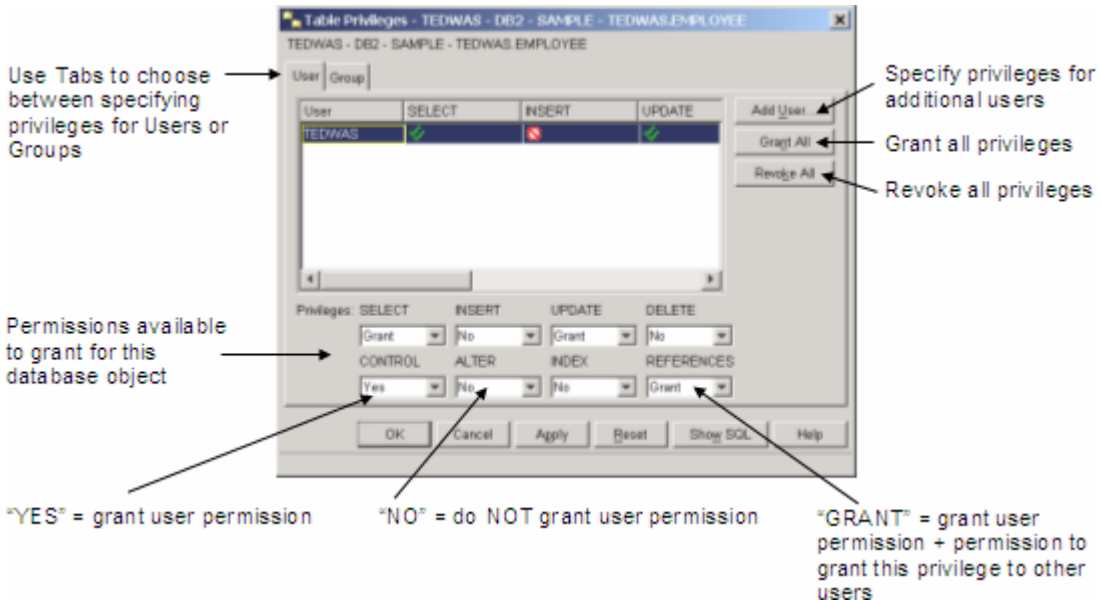 Table Privileges - TEDWAS - DB2 - SAMPLE - TEDWAS.EMPLOYEE
TEDWAS - DB2 - SAMPLE - TEDWAS.EMPLOYEE
User Group
Use Tabs to choose
between specifying
privileges for Users or
Groups
User SELECT INSERT UPDATE
TEDWAS
Add User...
Grant All
Revoke All
Specify privileges for
additional users
Grant all privileges
Revoke all privileges
Permissions available
to grant for this
database object
Privileges: SELECT INSERT UPDATE DELETE
Grant No Grant No
CONTROL ALTER INDEX REFERENCES
Yes No No Grant
OK Cancel Apply Reset Show SQL Help
"YES" = grant user permission
"NO" = do NOT grant user permission
"GRANT" = grant user
permission + permission to
grant this privilege to other
users